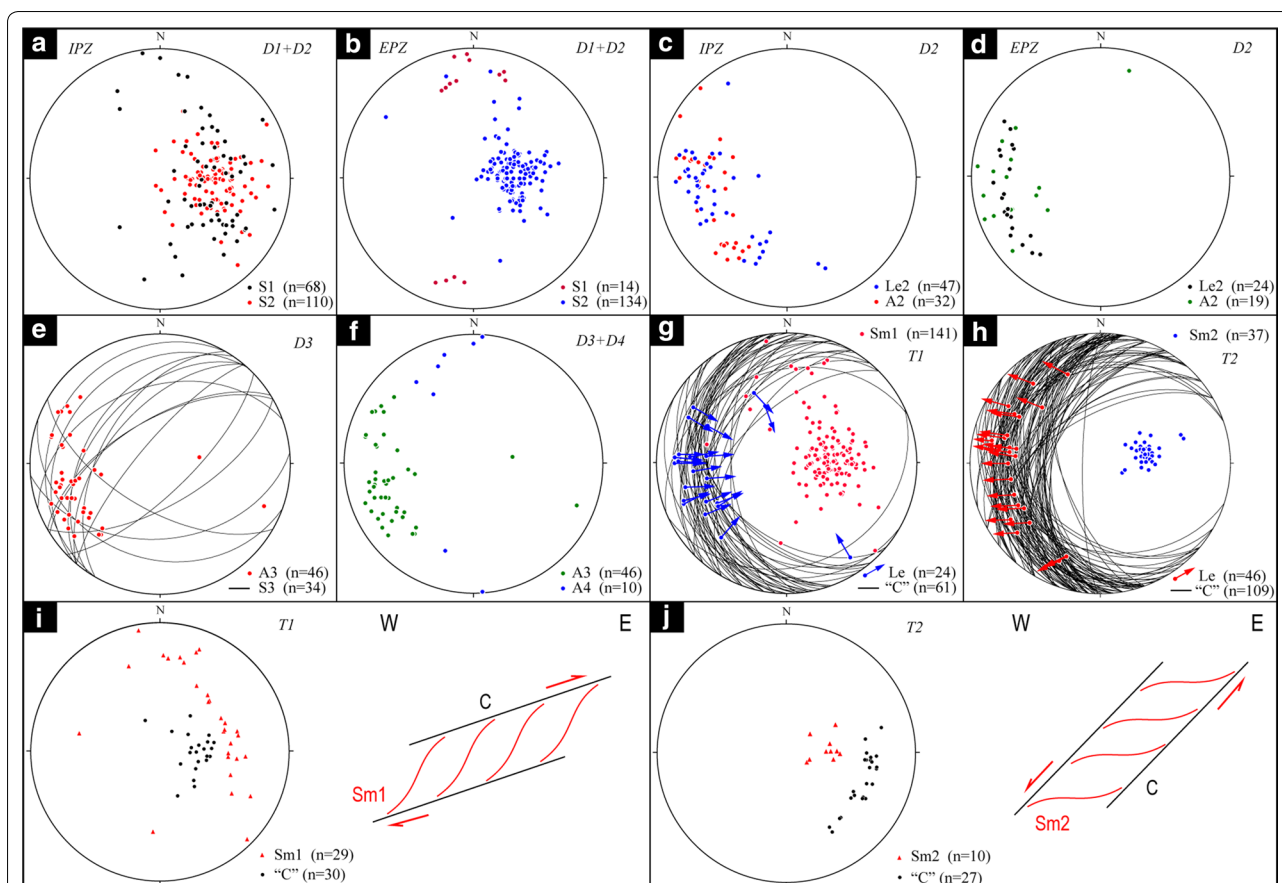 a IPZ N D1+D2
S1 (n=68)
S2 (n=110)
b EPZ N D1+D2
S1 (n=14)
S2 (n=134)
c IPZ N D2
Le2 (n=47)
A2 (n=32)
d EPZ N D2
Le2 (n=24)
A2 (n=19)
e N D3
A3 (n=46)
S3 (n=34)
f N D3+D4
A3 (n=46)
A4 (n=10)
g N Sm1 (n=141)
T1
Le (n=24)
“C” (n=61)
h N Sm2 (n=37)
T2
Le (n=46)
“C” (n=109)
i N T1 W E
C
Sm1
Sm1 (n=29)
“C” (n=30)
j N T2 W E
C
Sm2
Sm2 (n=10)
“C” (n=27)